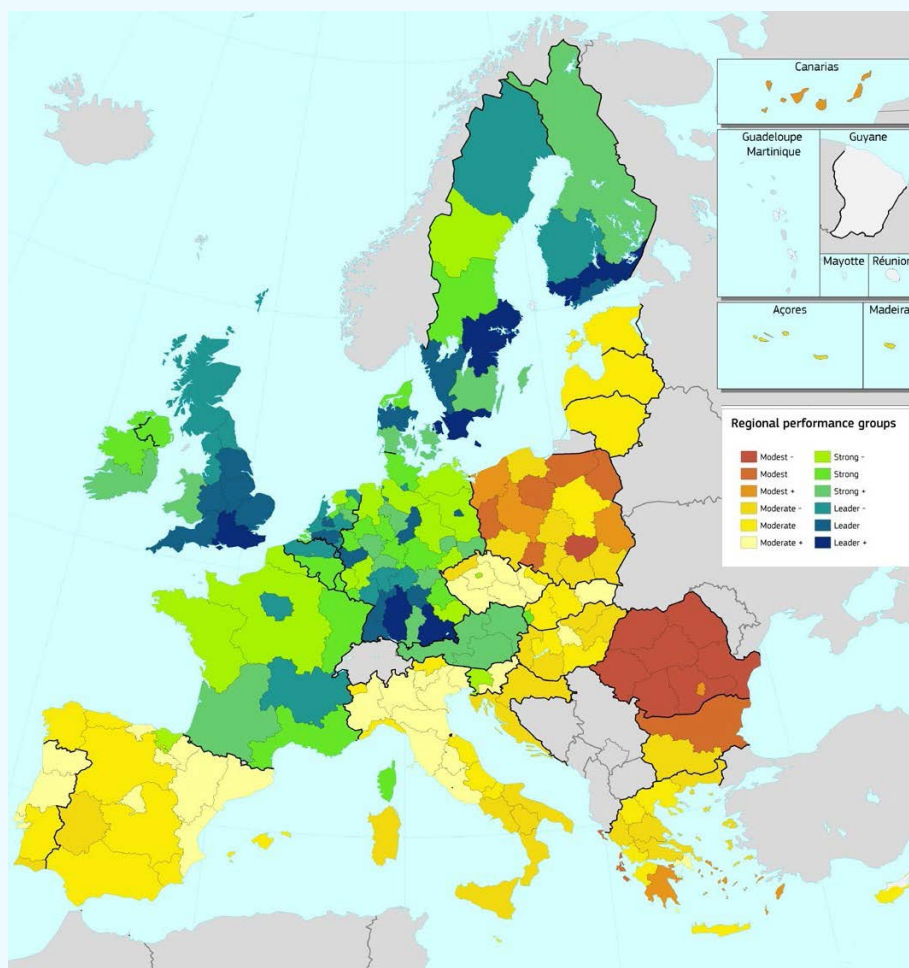 Canarias
Guadeloupe
Martinique
Guyane
Mayotte
Réunion
Açores
Madeira
Regional performance groups
Modest -
Strong -
Modest
Strong
Modest +
Strong +
Moderate -
Leader -
Moderate
Leader
Moderate +
Leader +